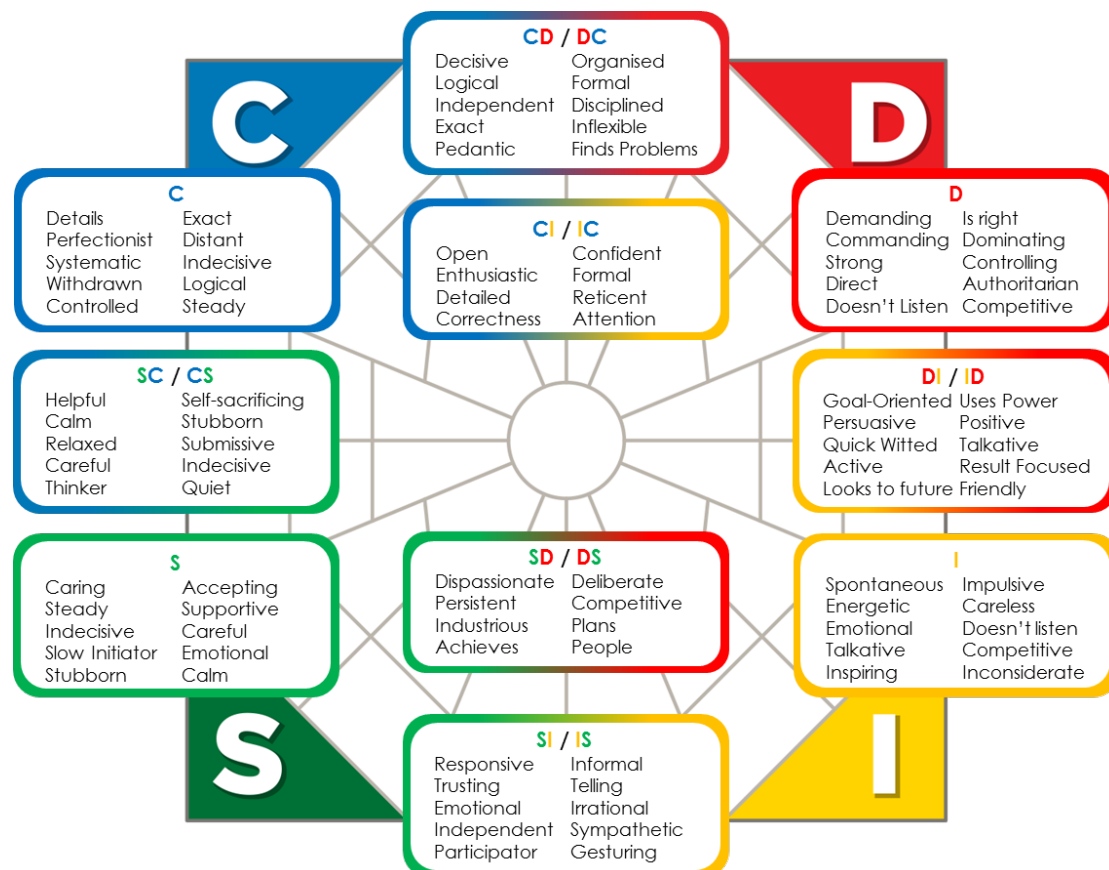 CD / DC
Decisive Organised
Logical Formal
Independent Disciplined
Exact Inflexible
Pedantic Finds Problems
C
D
C
Details Exact
Perfectionist Distant
Systematic Indecisive
Withdrawn Logical
Controlled Steady
CI / IC
Open Confident
Enthusiastic Formal
Detailed Reticent
Correctness Attention
D
Demanding Is right
Commanding Dominating
Strong Controlling
Direct Authoritarian
Doesn't Listen Competitive
SC / CS
Helpful Self-sacrificing
Calm Stubborn
Relaxed Submissive
Careful Indecisive
Thinker Quiet
DI / ID
Goal-Oriented Uses Power
Persuasive Positive
Quick Witted Talkative
Active Result Focused
Looks to future Friendly
S
Caring Accepting
Steady Supportive
Indecisive Careful
Slow Initiator Emotional
Stubborn Calm
SD / DS
Dispassionate Deliberate
Persistent Competitive
Industrious Plans
Achieves People
I
Spontaneous Impulsive
Energetic Careless
Emotional Doesn't listen
Talkative Competitive
Inspiring Inconsiderate
S
I
SI / IS
Responsive Informal
Trusting Telling
Emotional Irrational
Independent Sympathetic
Participator Gesturing